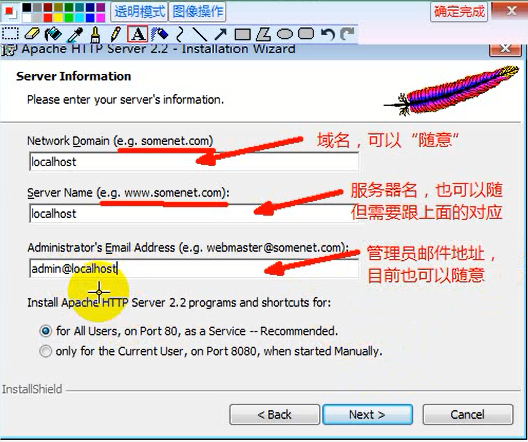 透明模式 图像操作 确定完成
Apache HTTP Server 2.2 - Installation Wizard
Server Information
Please enter your server's information.
Network Domain (e.g. somenet.com)
域名，可以“随意”
localhost
Server Name (e.g. www.somenet.com):
服务器名，也可以随
localhost
但需要跟上面的对应
Administrator's Email Address (e.g. webmaster@somenet.com):
管理员邮件地址，
admin@localhost
目前也可以随意
Install Apache HTTP Server 2.2 programs and shortcuts for:
for All Users, on Port 80, as a Service -- Recommended.
only for the Current User, on Port 8080, when started Manually.
InstallShield
< Back Next > Cancel